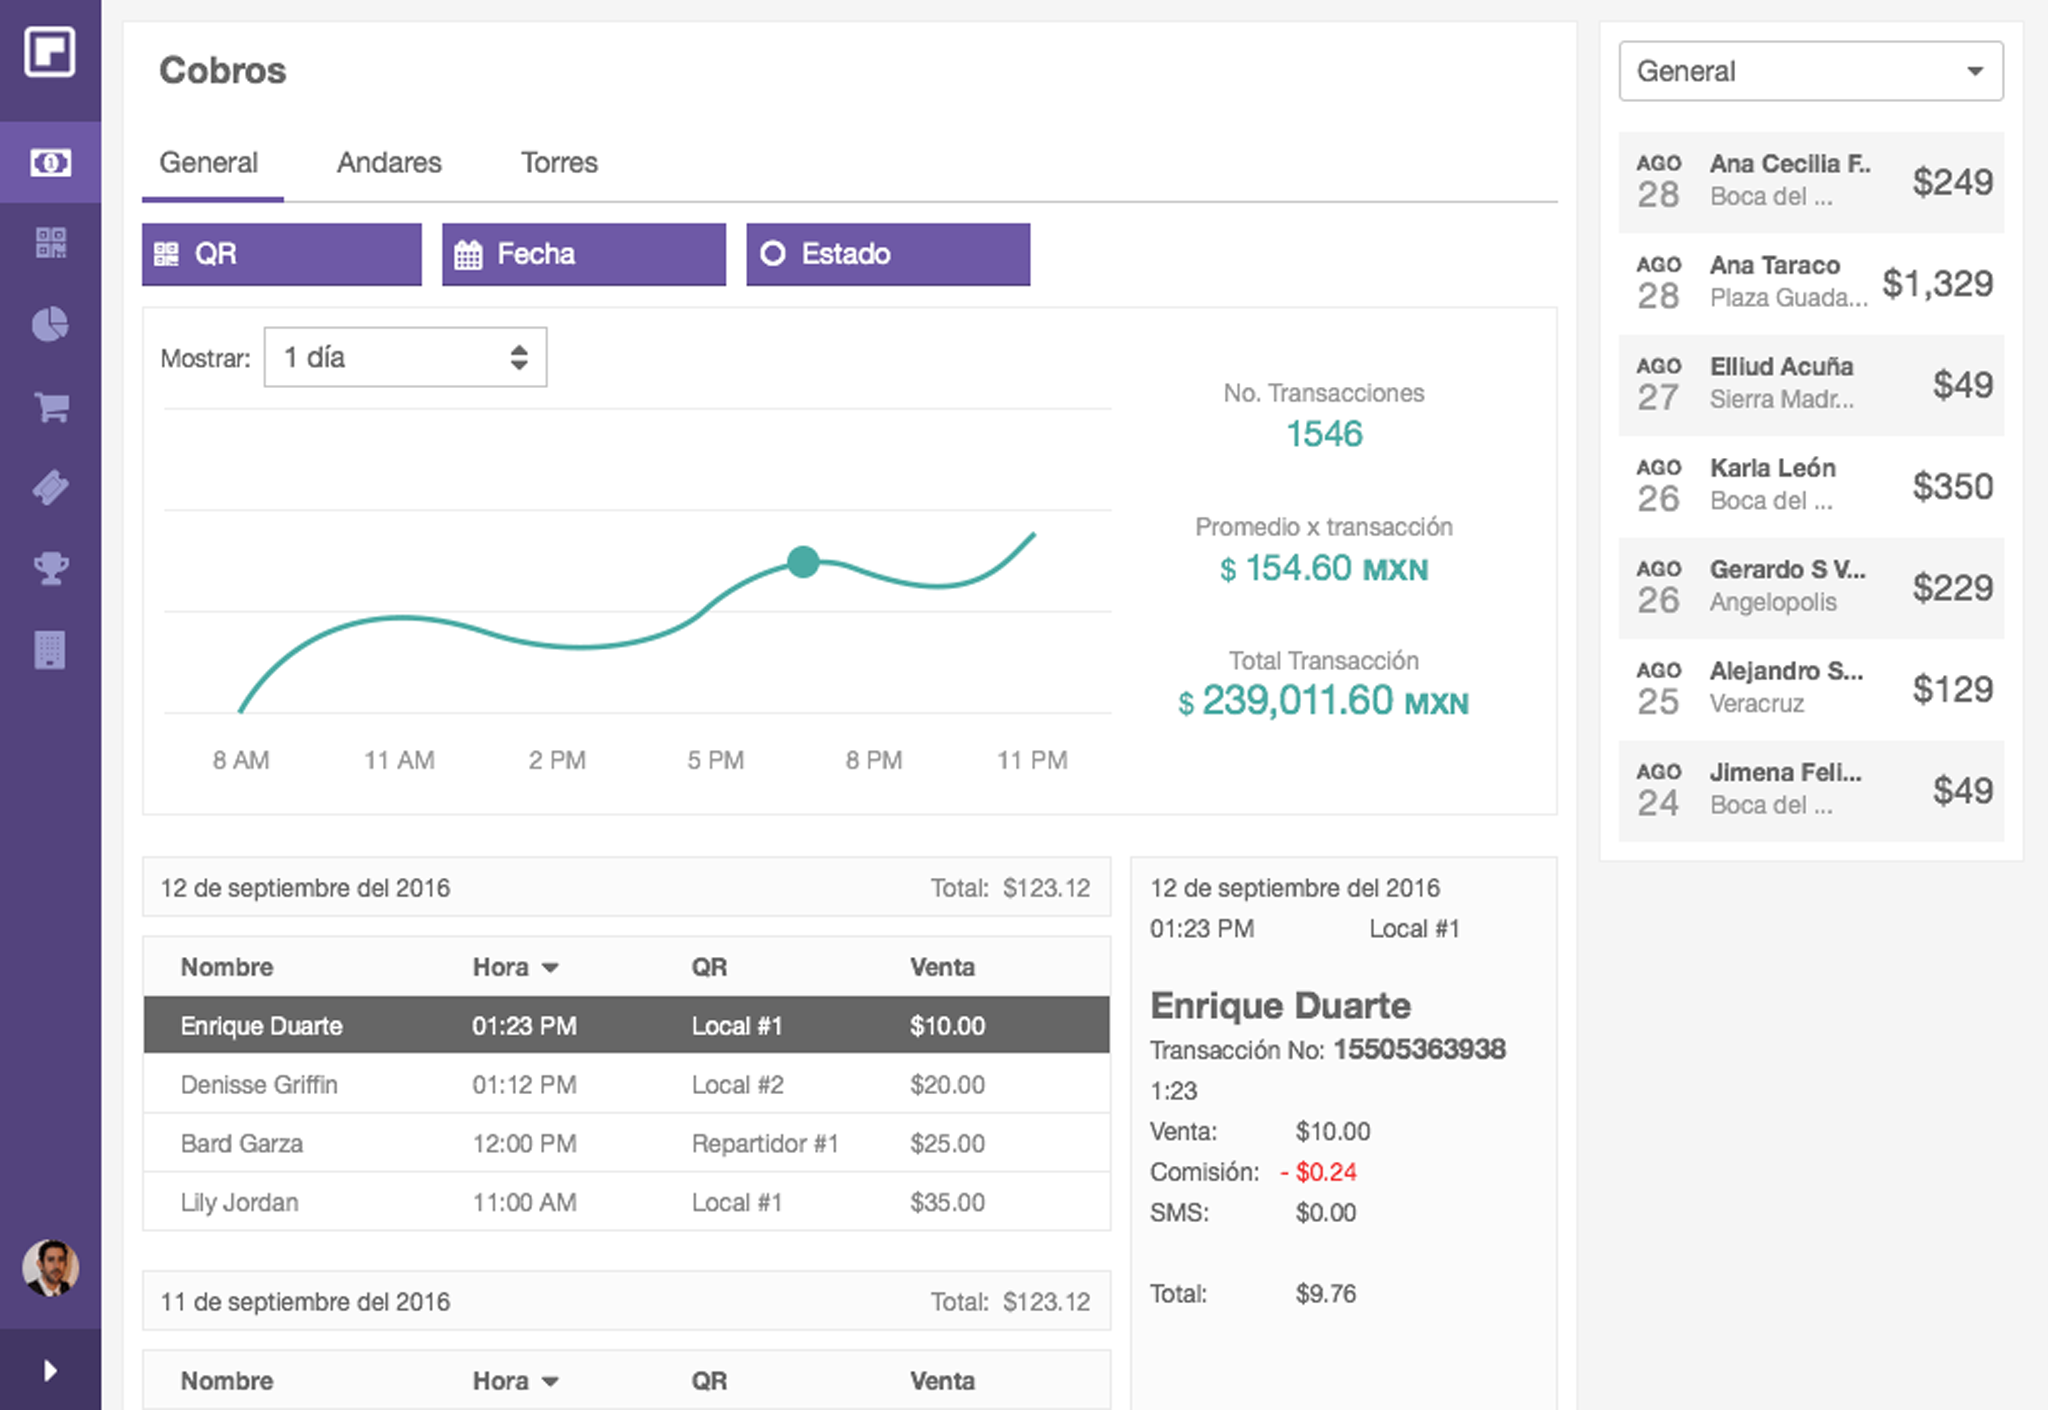 Cobros
General Andares Torres
QR Fecha Estado
Mostrar: 1 día
No. Transacciones
1546
Promedio x transacción
$ 154.60 MXN
Total Transacción
$ 239,011.60 MXN
8 AM 11 AM 2 PM 5 PM 8 PM 11 PM
12 de septiembre del 2016 Total: $123.12
Nombre Hora QR Venta
Enrique Duarte 01:23 PM Local #1 $10.00
Denisse Griffin 01:12 PM Local #2 $20.00
Bard Garza 12:00 PM Repartidor #1 $25.00
Lily Jordan 11:00 AM Local #1 $35.00
11 de septiembre del 2016 Total: $123.12
Nombre Hora QR Venta
12 de septiembre del 2016
01:23 PM Local #1
Enrique Duarte
Transacción No: 15505363938
1:23
Venta: $10.00
Comisión: - $0.24
SMS: $0.00
Total: $9.76
General
AGO Ana Cecilia F.. $249
28 Boca del ...
AGO Ana Taraco $1,329
28 Plaza Guada...
AGO Elliud Acuña $49
27 Sierra Madr...
AGO Karla León $350
26 Boca del ...
AGO Gerardo S V... $229
26 Angelopolis
AGO Alejandro S... $129
25 Veracruz
AGO Jimena Feli... $49
24 Boca del ...